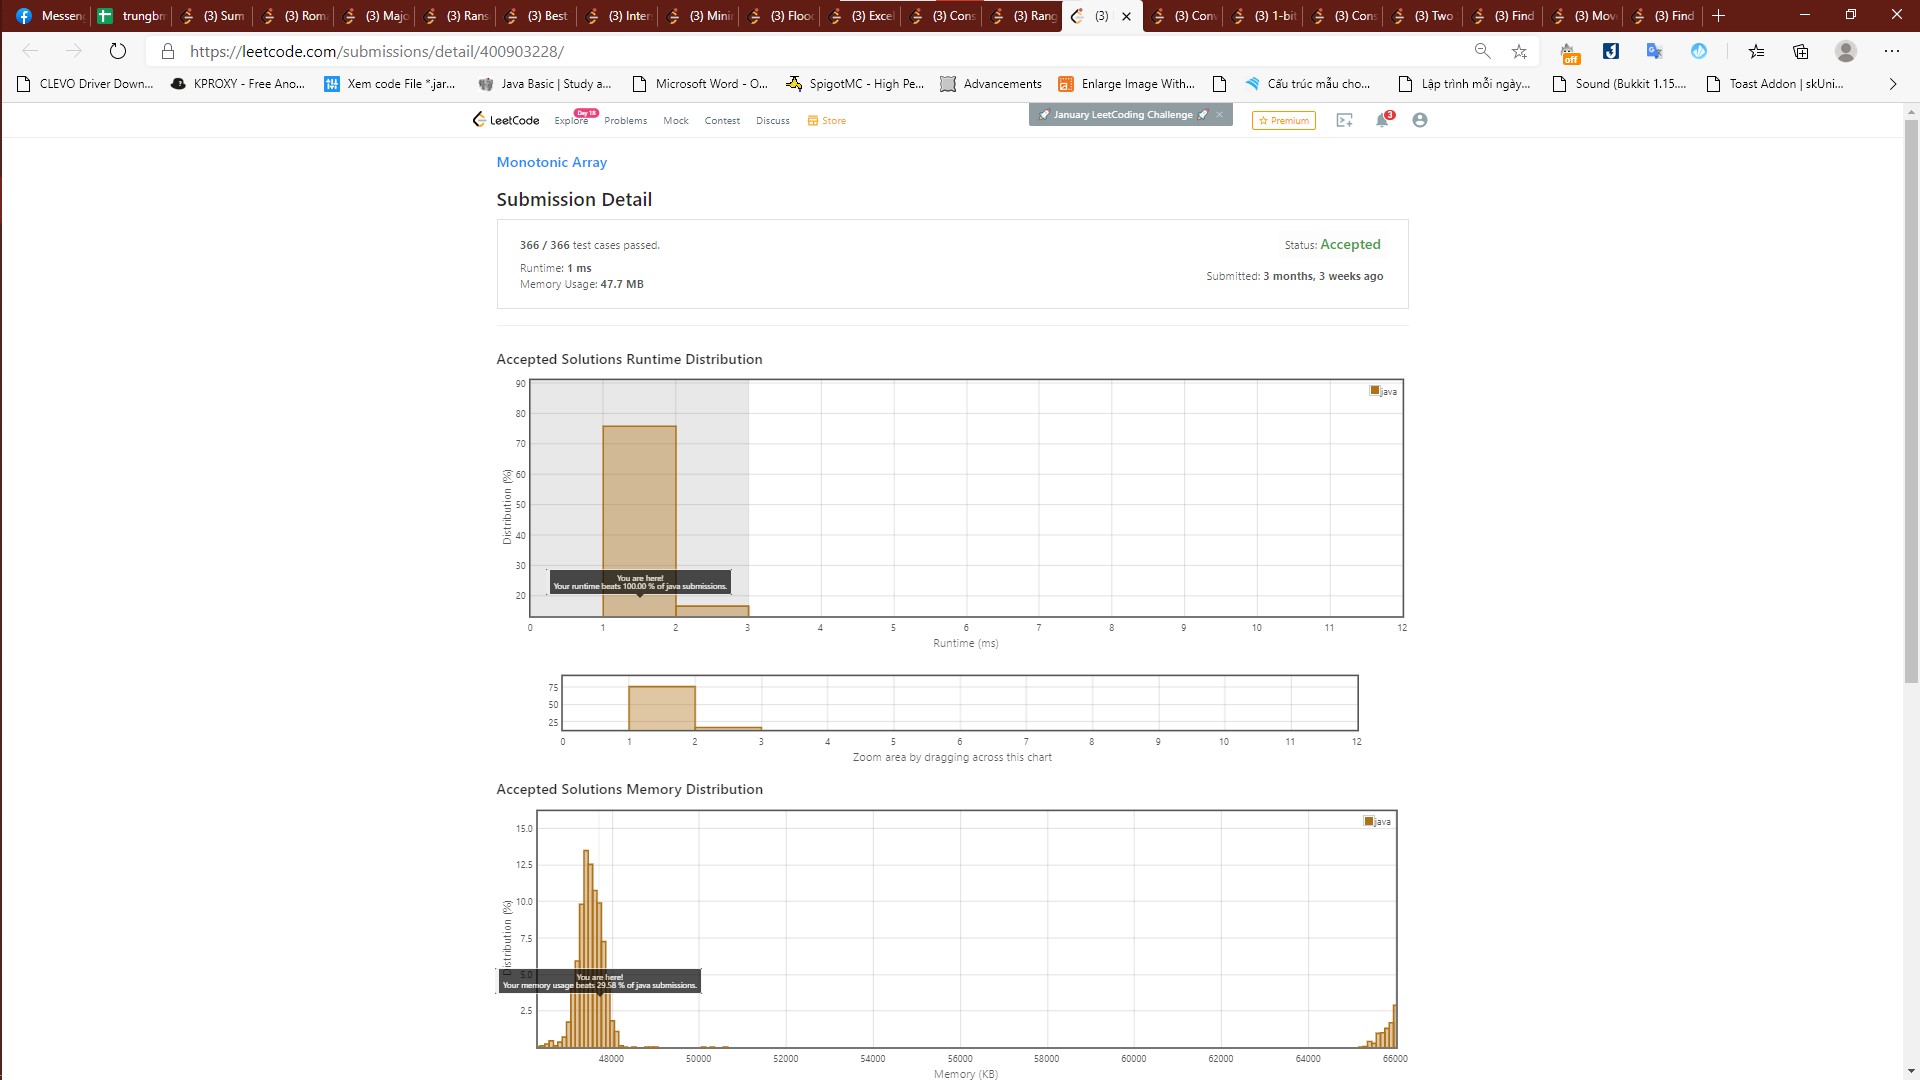 Messen
trungbr
(3) Sum
(3) Rom
(3) Majo
(3) Rans
(3) Best
(3) Inter
(3) Mini
(3) Floo
(3) Excel
(3) Cons
(3) Rang
(3)
(3) Conv
(3) 1-bit
(3) Cons
(3) Two
(3) Find
(3) Mov
(3) Find
https://leetcode.com/submissions/detail/400903228/
off
CLEVO Driver Down...
KPROXY - Free Ano...
Xem code File *.jar...
Java Basic | Study a...
Microsoft Word - O...
SpigotMC - High Pe...
Advancements
Enlarge Image With...
Cấu trúc mẫu cho...
Lập trình mỗi ngày...
Sound (Bukkit 1.15....
Toast Addon | skUni...
LeetCode
Explore
Day 18
Problems
Mock
Contest
Discuss
Store
January LeetCoding Challenge
Premium
3
Monotonic Array
Submission Detail
366 / 366 test cases passed.
Status: Accepted
Runtime: 1 ms
Submitted: 3 months, 3 weeks ago
Memory Usage: 47.7 MB
Accepted Solutions Runtime Distribution
90
80
70
60
50
40
30
20
Distribution (%)
java
You are here!
Your runtime beats 100.00 % of java submissions.
0 1 2 3 4 5 6 7 8 9 10 11 12
Runtime (ms)
75
50
25
0 1 2 3 4 5 6 7 8 9 10 11 12
Zoom area by dragging across this chart
Accepted Solutions Memory Distribution
15.0
12.5
10.0
7.5
5.0
2.5
Distribution (%)
java
You are here!
Your memory usage beats 29.58 % of java submissions.
48000 50000 52000 54000 56000 58000 60000 62000 64000 66000
Memory (KB)